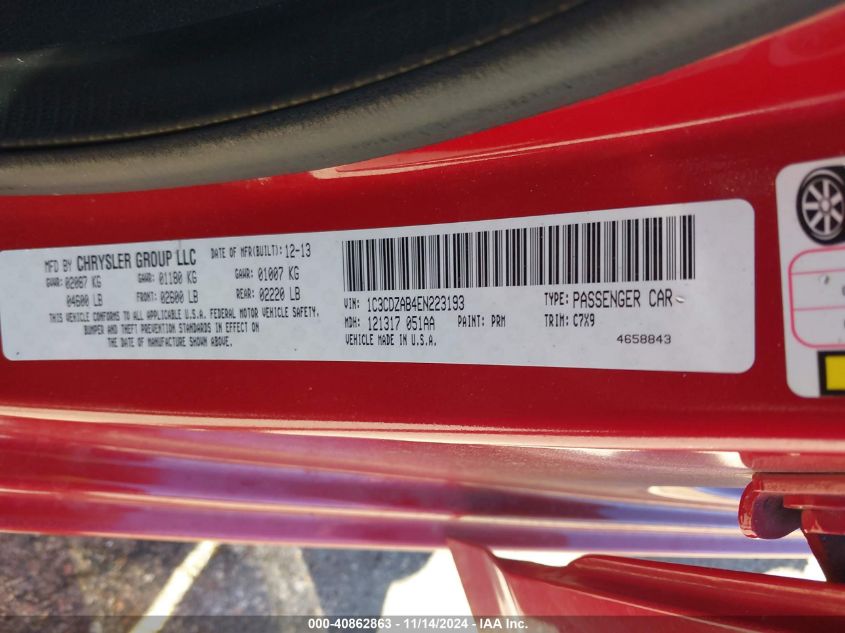 MFD BY CHRYSLER GROUP LLC DATE OF MFR(BUILT): 12-13
GVWR: 02087 KG GAWR: 01180 KG GAWR: 01007 KG
04600 LB FRONT: 02600 LB REAR: 02220 LB
THIS VEHICLE CONFORMS TO ALL APPLICABLE U.S.A. FEDERAL MOTOR VEHICLE SAFETY,
BUMPER AND THEFT PREVENTION STANDARDS IN EFFECT ON
THE DATE OF MANUFACTURE SHOWN ABOVE.
VIN: 1C3CDZAB4EN223193 TYPE: PASSENGER CAR
MDH: 121317 051AA PAINT: PRM TRIM: C7X9
VEHICLE MADE IN U.S.A. 4658843
000-40862863 - 11/14/2024 - IAA Inc.